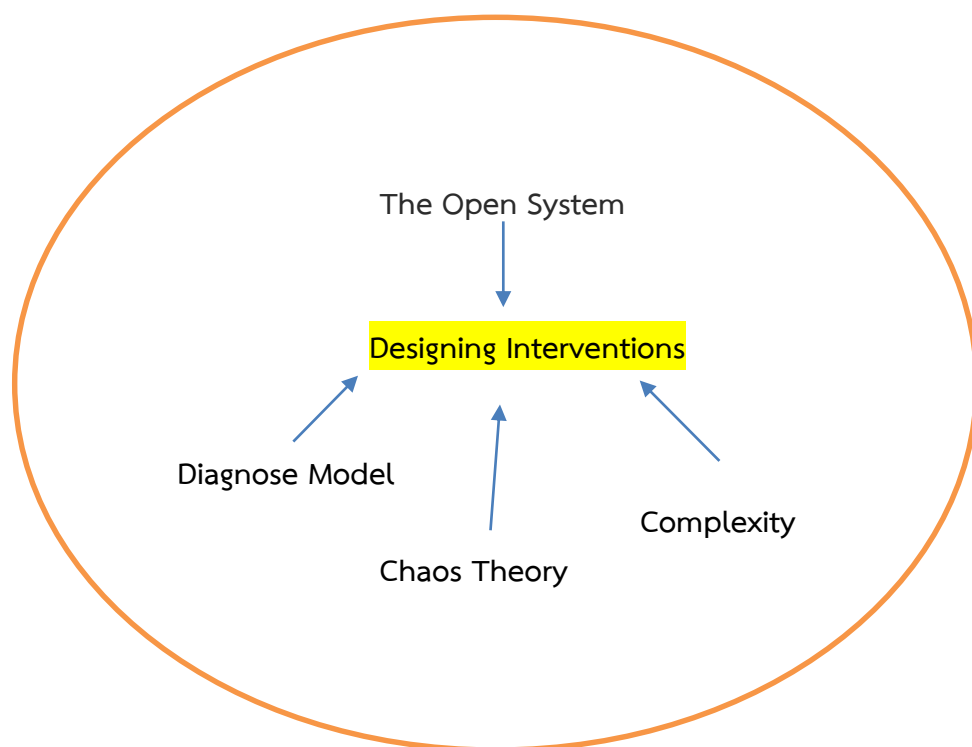 The Open System
Designing Interventions
Diagnose Model
Complexity
Chaos Theory